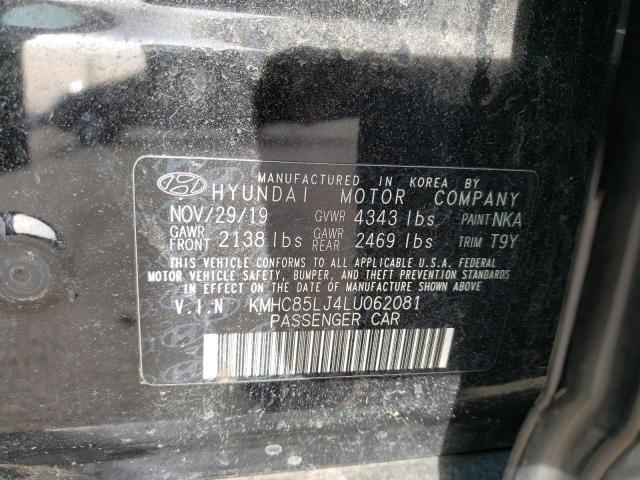 MANUFACTURED IN KOREA BY
HYUNDAI MOTOR COMPANY
NOV/29/19 GVWR 4343 lbs PAINT NKA
GAWR FRONT 2138 lbs GAWR REAR 2469 lbs TRIM T9Y
THIS VEHICLE CONFORMS TO ALL APPLICABLE U.S.A. FEDERAL
MOTOR VEHICLE SAFETY, BUMPER, AND THEFT PREVENTION STANDARDS
IN EFFECT ON THE DATE OF MANUFACTURE SHOWN ABOVE
V.I.N KMHC85LJ4LU062081
PASSENGER CAR